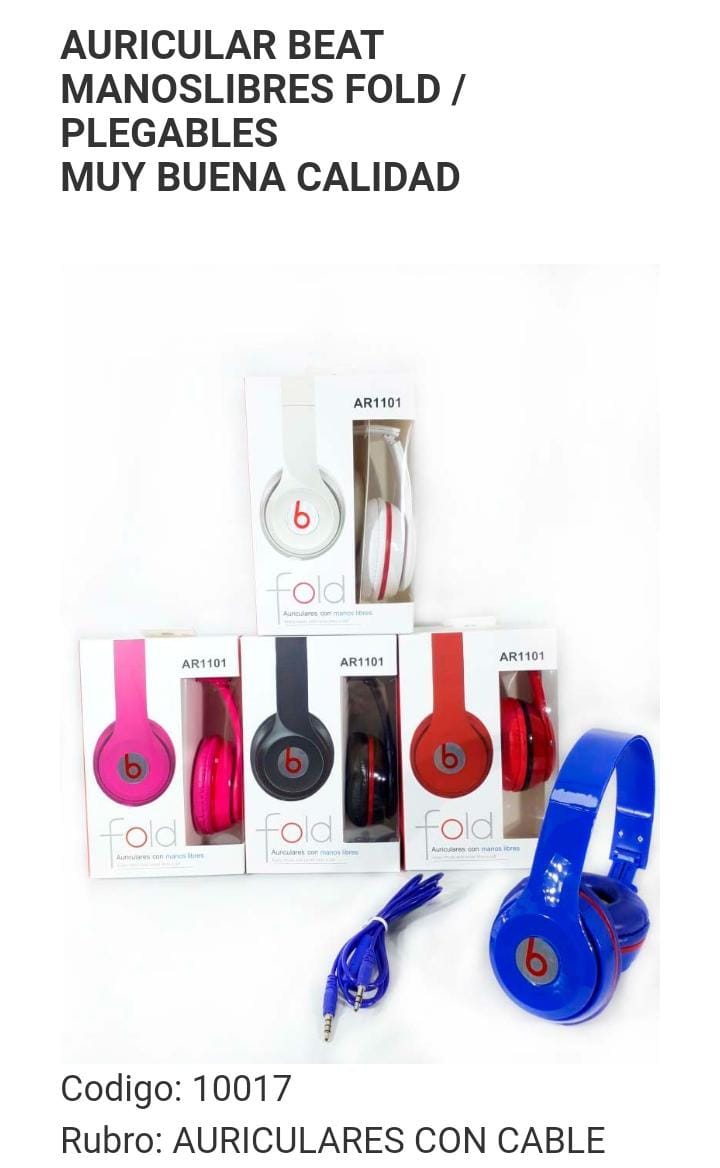 AURICULAR BEAT
MANOSLIBRES FOLD /
PLEGABLES
MUY BUENA CALIDAD
AR1101
b
fold
Auriculares con manos libres
AR1101
b
fold
Auriculares con manos libres
AR1101
b
fold
Auriculares con manos libres
AR1101
b
fold
Auriculares con manos libres
b
Codigo: 10017
Rubro: AURICULARES CON CABLE